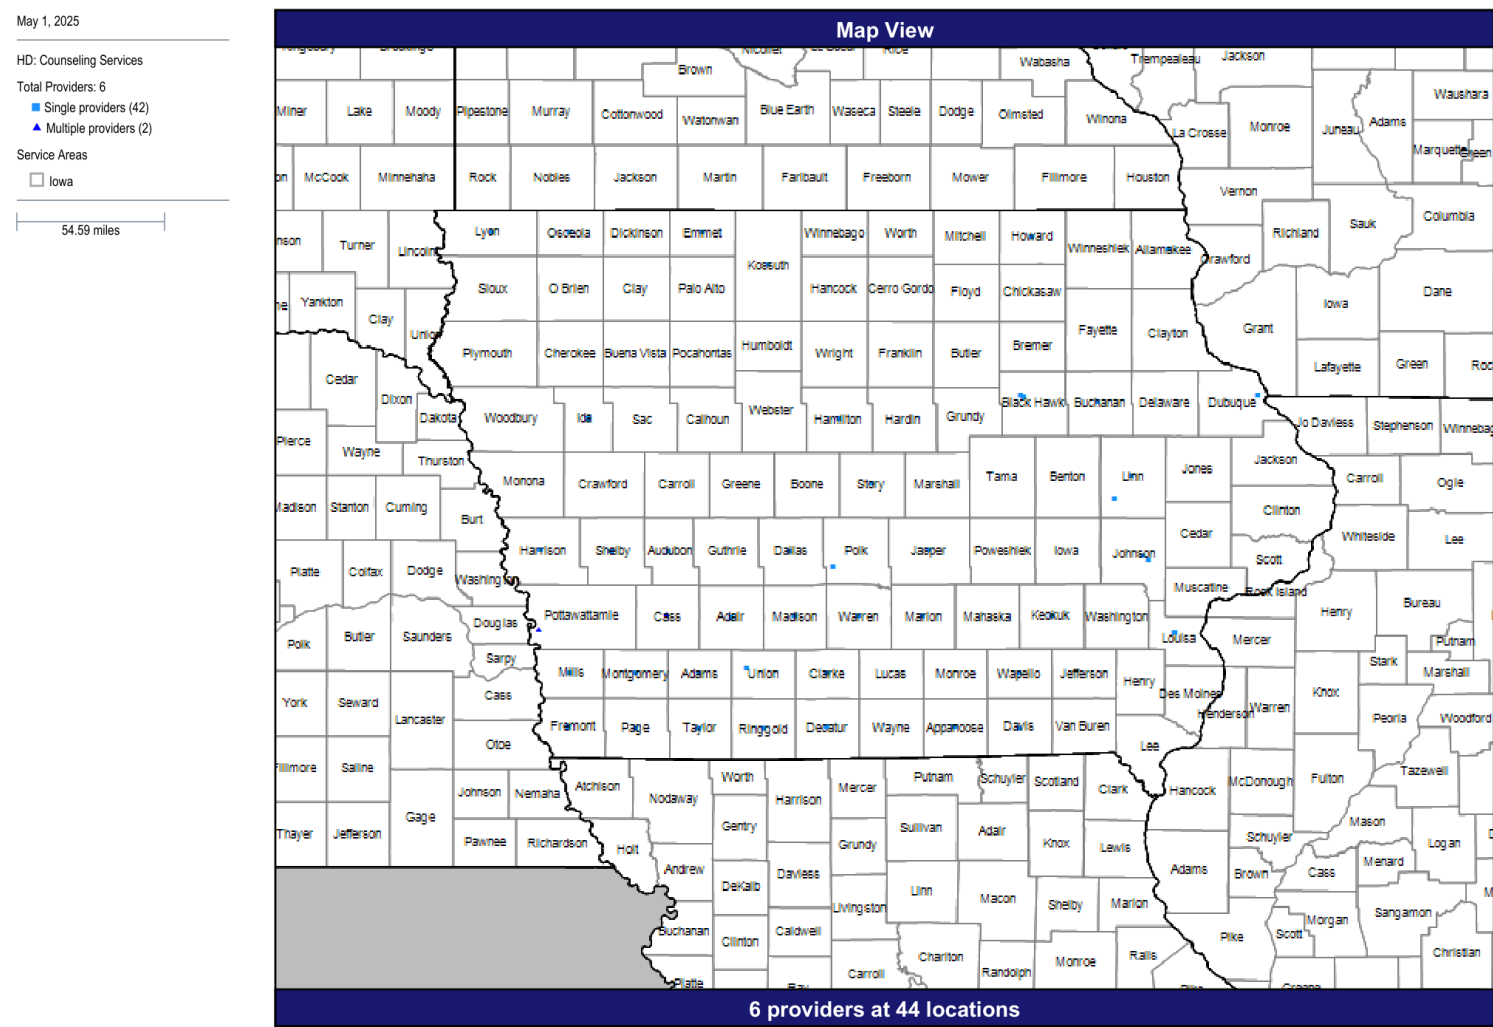 May 1, 2025
HD: Counseling Services
Total Providers: 6
Single providers (42)
Multiple providers (2)
Service Areas
Iowa
54.59 miles
Map View
Brown
Wabasha
Trempealeau
Jackson
Miner Lake Moody Pipestone Murray Cottonwood Watonwan Blue Earth Waseca Steele Dodge Olmsted Winona La Crosse Monroe Juneau Adams Waushara
Marquette
McCook Minnehaha Rock Nobles Jackson Martin Faribault Freeborn Mower Fillmore Houston Vernon
Turner Lincoln Lyon Osceola Dickinson Emmet Kossuth Winnebago Worth Mitchell Howard Winneshiek Allamakee Crawford Richland Sauk Columbia
Yankton Clay Union Sioux O Brien Clay Palo Alto Hancock Cerro Gordo Floyd Chickasaw Fayette Clayton Grant Iowa Dane
Cedar Dixon Plymouth Cherokee Buena Vista Pocahontas Humboldt Wright Franklin Butler Bremer Lafayette Green
Dakota Woodbury Ida Sac Calhoun Webster Hamilton Hardin Grundy Black Hawk Buchanan Delaware Dubuque Jo Daviess Stephenson
Pierce Wayne Thurston Monona Crawford Carroll Greene Boone Story Marshall Tama Benton Linn Jones Jackson Carroll Ogle
Madison Stanton Cuming Burt Clinton Cedar Whiteside Lee
Harrison Shelby Audubon Guthrie Dallas Polk Jasper Poweshiek Iowa Johnson Scott Rock Island
Platte Colfax Dodge Washington Muscatine Henry Bureau
Douglas Pottawattamie Cass Adair Madison Warren Marion Mahaska Keokuk Washington Louisa Mercer Putnam
Polk Butler Saunders Sarpy Stark Marshall
Mills Montgomery Adams Union Clarke Lucas Monroe Wapello Jefferson Henry Des Moines Henderson Warren Knox
York Seward Lancaster Cass Peoria Woodford
Fremont Page Taylor Ringgold Decatur Wayne Appanoose Davis Van Buren Lee
Otoe
Fillmore Saline Johnson Nemaha Atchison Nodaway Worth Harrison Mercer Putnam Schuyler Scotland Clark Hancock McDonough Fulton Tazewell
Thayer Jefferson Gage Pawnee Richardson Holt Gentry Grundy Sullivan Adair Knox Lewis Schuyler Mason Logan
Andrew DeKalb Daviess Livingston Linn Macon Shelby Marion Adams Brown Cass Menard
Buchanan Clinton Caldwell Carroll Chariton Randolph Monroe Ralls Pike Scott Morgan Sangamon Christian
Platte
6 providers at 44 locations